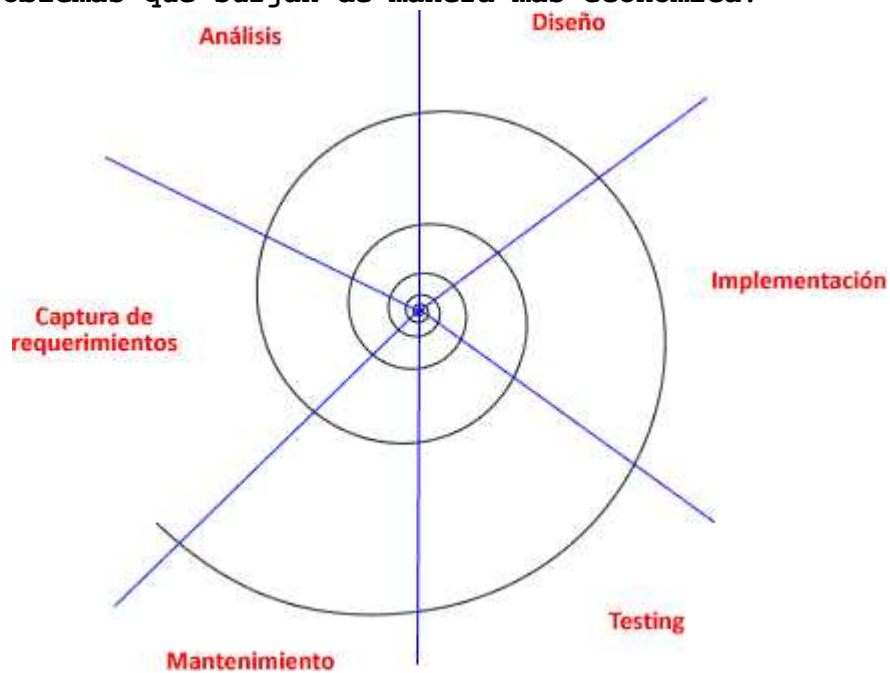 que surjan de manera más económica.
Análisis
Diseño
Implementación
Captura de
requerimientos
Testing
Mantenimiento